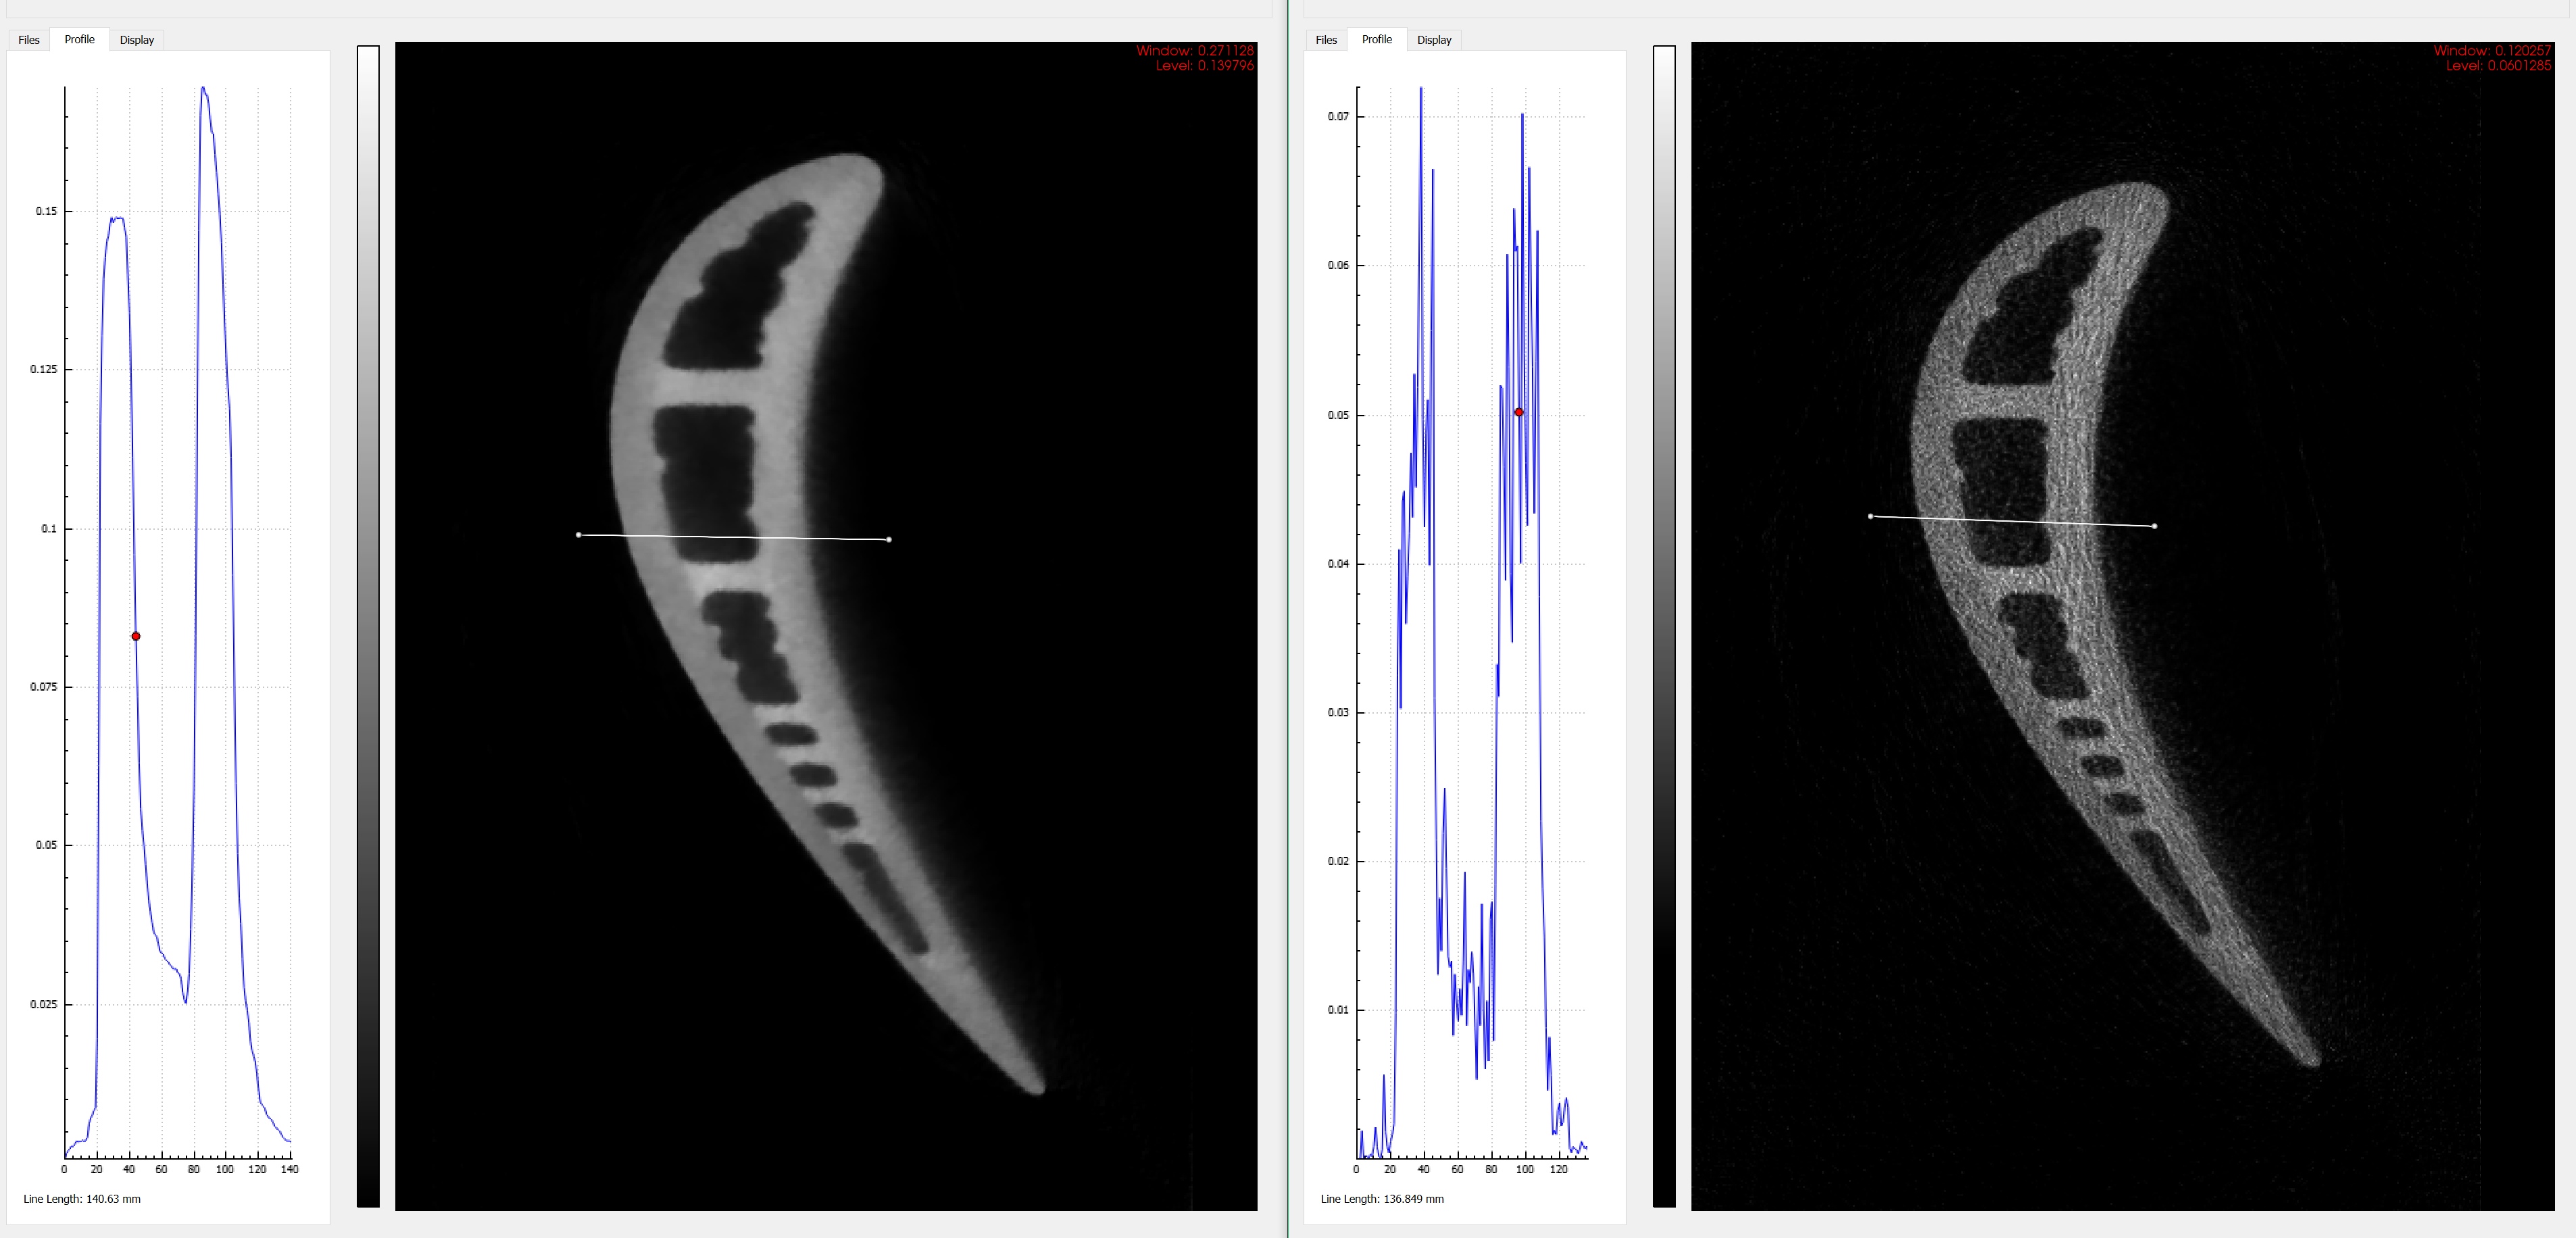 Files Profile Display
Window: 0.271128
Level: 0.139796
0.15
0.125
0.1
0.075
0.05
0.025
0 20 40 60 80 100 120 140
Line Length: 140.63 mm
Files Profile Display
Window: 0.120257
Level: 0.0601285
0.07
0.06
0.05
0.04
0.03
0.02
0.01
0 20 40 60 80 100 120
Line Length: 136.849 mm